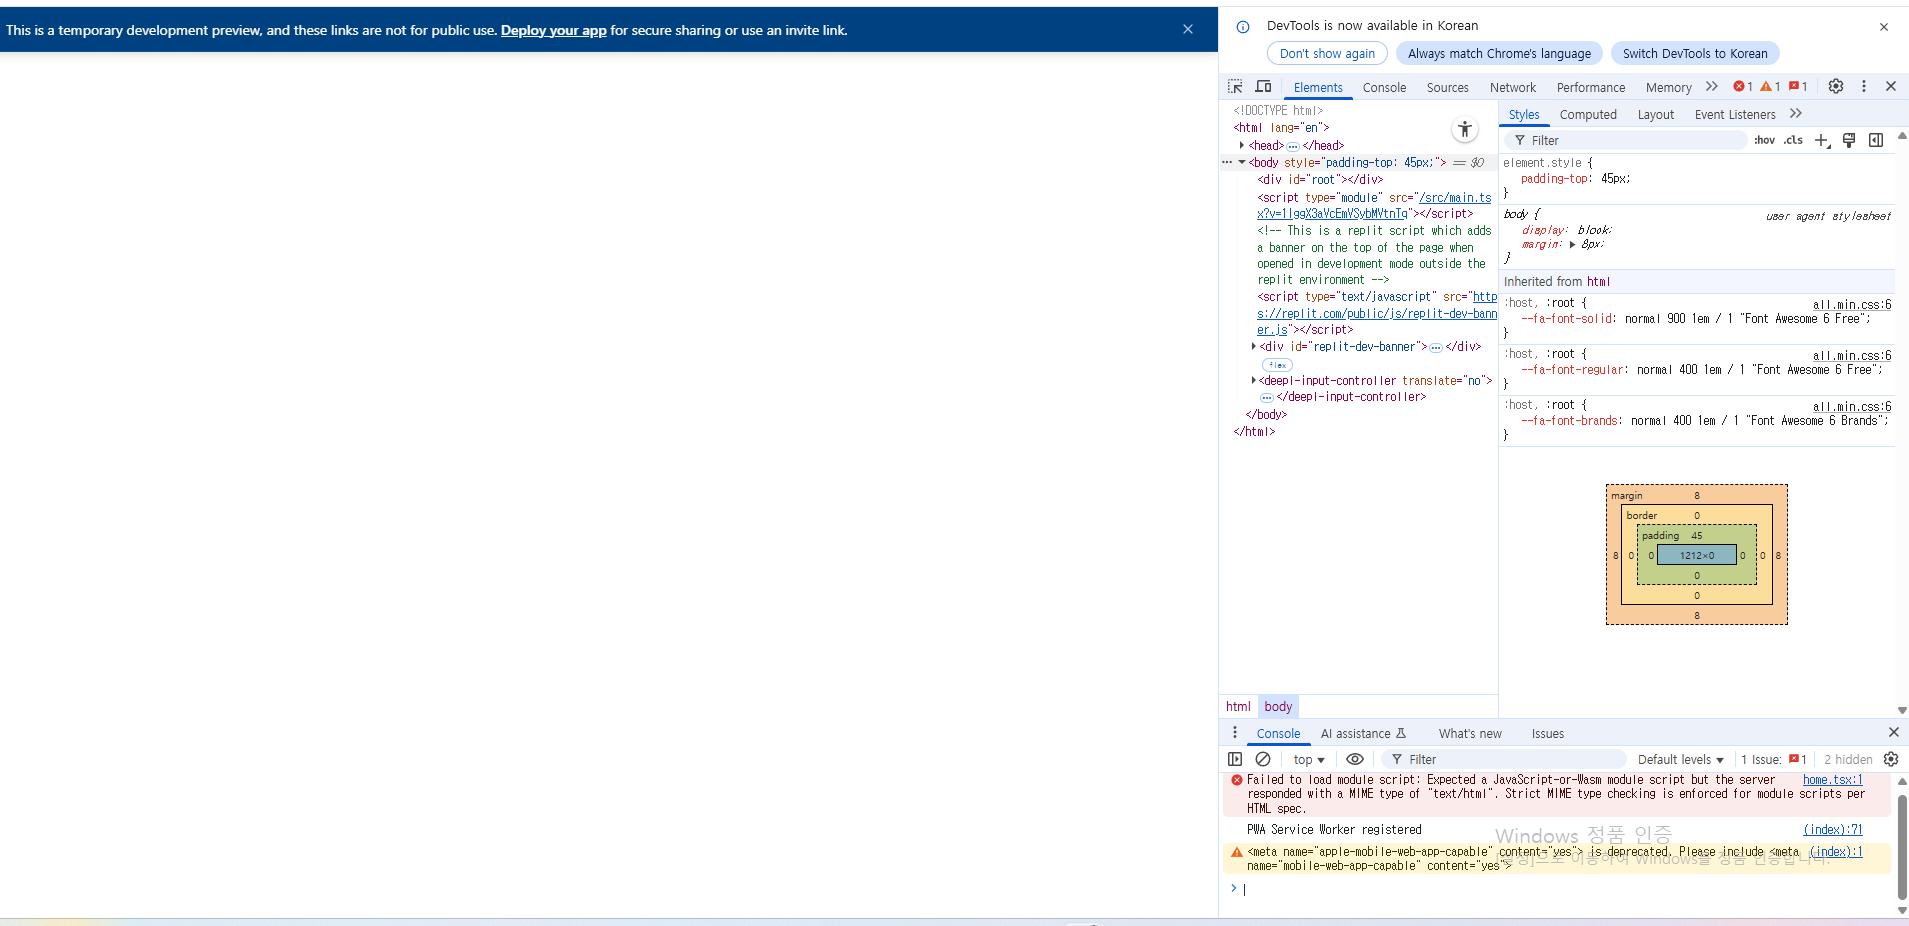 This is a temporary development preview, and these links are not for public use. Deploy your app for secure sharing or use an invite link.
DevTools is now available in Korean
Don't show again
Always match Chrome's language
Switch DevTools to Korean
Elements
Console
Sources
Network
Performance
Memory
1
1
1
<!DOCTYPE html>
<html lang="en">
<head> </head>
<body style="padding-top: 45px;"> == $0
<div id="root"></div>
<script type="module" src="/src/main.ts
x?v=1IggX3aVcEmVSybMVtnTq"></script>
<!-- This is a replit script which adds
a banner on the top of the page when
opened in development mode outside the
replit environment -->
<script type="text/javascript" src="http
s://replit.com/public/js/replit-dev-bann
er.js"></script>
<div id="replit-dev-banner"> </div>
flex
<deepl-input-controller translate="no">
</deepl-input-controller>
</body>
</html>
html
body
Styles
Computed
Layout
Event Listeners
Filter
:hov
.cls
element.style {
padding-top: 45px;
}
body {
user agent stylesheet
display: block;
margin: 8px;
}
Inherited from html
:host, :root {
all.min.css:6
--fa-font-solid: normal 900 1em / 1 "Font Awesome 6 Free";
}
:host, :root {
all.min.css:6
--fa-font-regular: normal 400 1em / 1 "Font Awesome 6 Free";
}
:host, :root {
all.min.css:6
--fa-font-brands: normal 400 1em / 1 "Font Awesome 6 Brands";
}
margin 8
border 0
padding 45
8 0 0 1212×0 0 0 8
0
0
8
Console
AI assistance
What's new
Issues
top
Filter
Default levels
1 Issue: 1
2 hidden
Failed to load module script: Expected a JavaScript-or-Wasm module script but the server
home.tsx:1
responded with a MIME type of "text/html". Strict MIME type checking is enforced for module scripts per
HTML spec.
PWA Service Worker registered
(index):71
<meta name="apple-mobile-web-app-capable" content="yes"> is deprecated. Please include <meta
(index):1
name="mobile-web-app-capable" content="yes">
Windows 정품 인증
으로 이동하여 Windows를 정품 인증합니다.